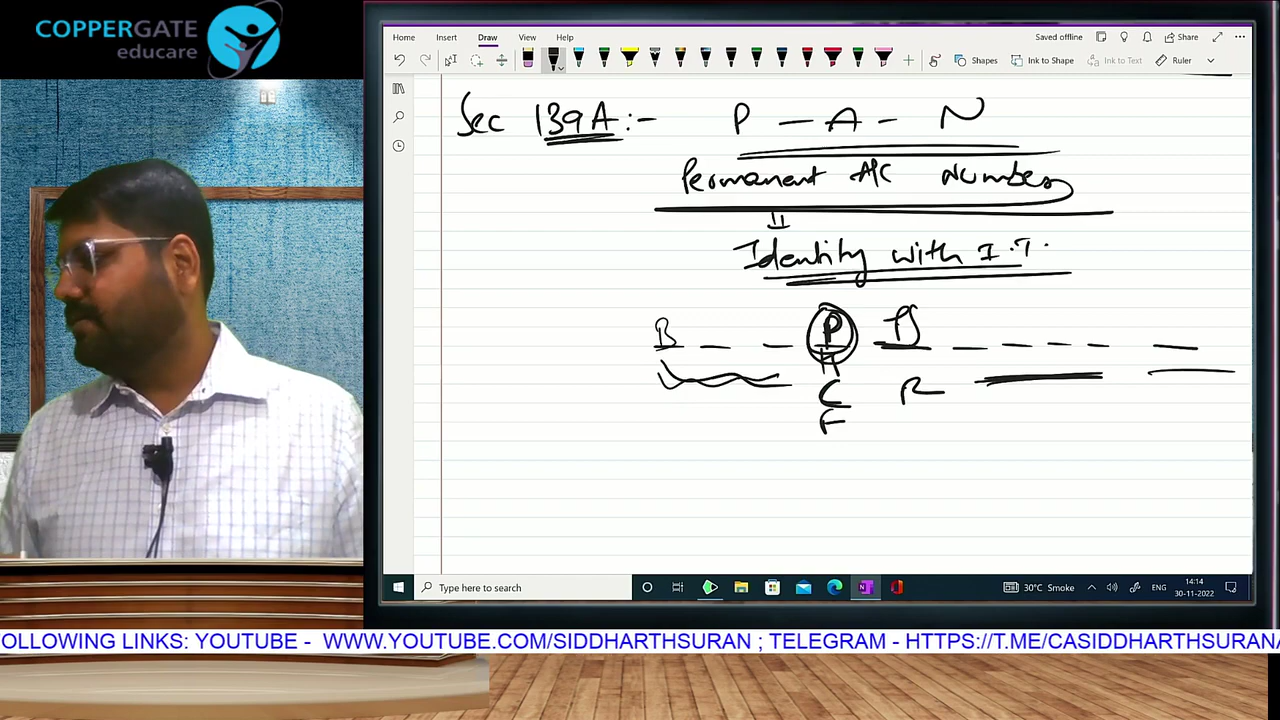 COPPERGATE
educare
Home Insert Draw View Help
Saved offline Share
Shapes Ink to Shape Ink to Text Ruler
Sec 139A:- P - A - N
Permanent A/c Number
Identity with I.T.
B _ _ P _ _ _ _ _
H
C R
F
Type here to search
30°C Smoke ENG 14:14
30-11-2022
OLLOWING LINKS: YOUTUBE - WWW.YOUTUBE.COM/SIDDHARTHSURAN ; TELEGRAM - HTTPS://T.ME/CASIDDHARTHSURANA